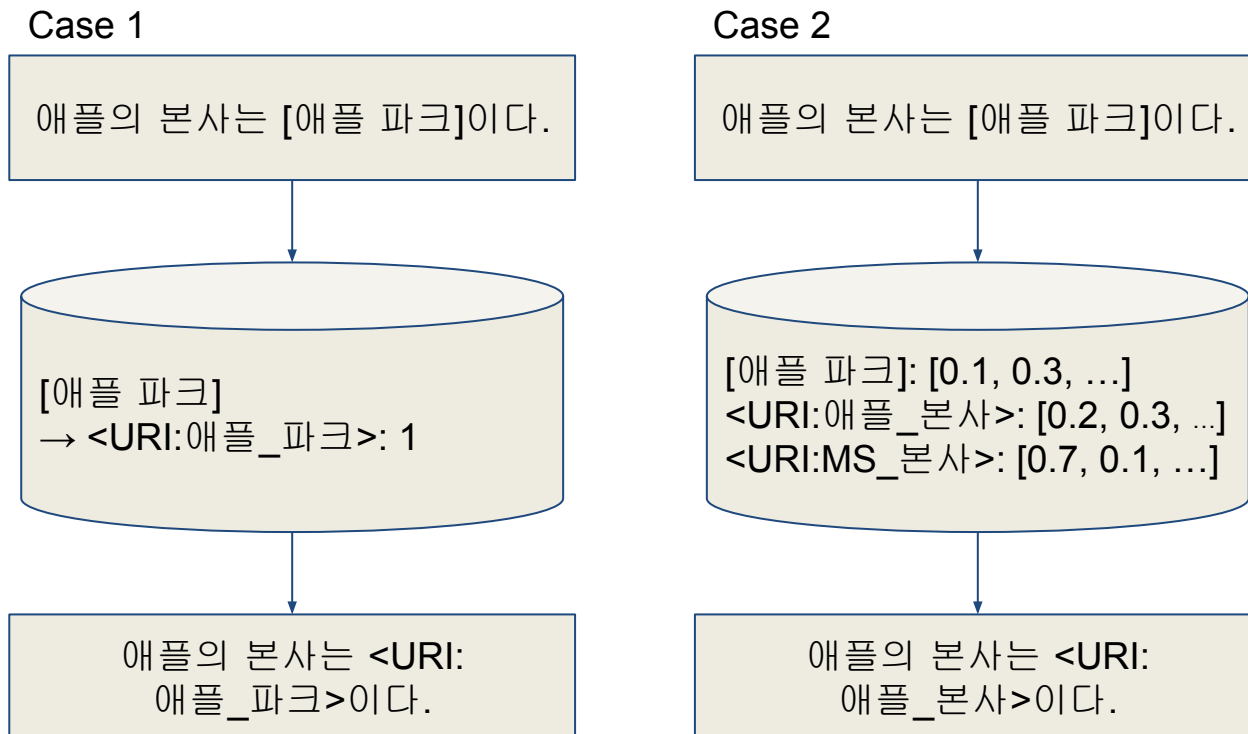 Case 1
애플의 본사는 [애플 파크]이다.
[애플 파크]
→ <URI:애플_파크>: 1
애플의 본사는 <URI:
애플_파크>이다.
Case 2
애플의 본사는 [애플 파크]이다.
[애플 파크]: [0.1, 0.3, …]
<URI:애플_본사>: [0.2, 0.3, …]
<URI:MS_본사>: [0.7, 0.1, …]
애플의 본사는 <URI:
애플_본사>이다.